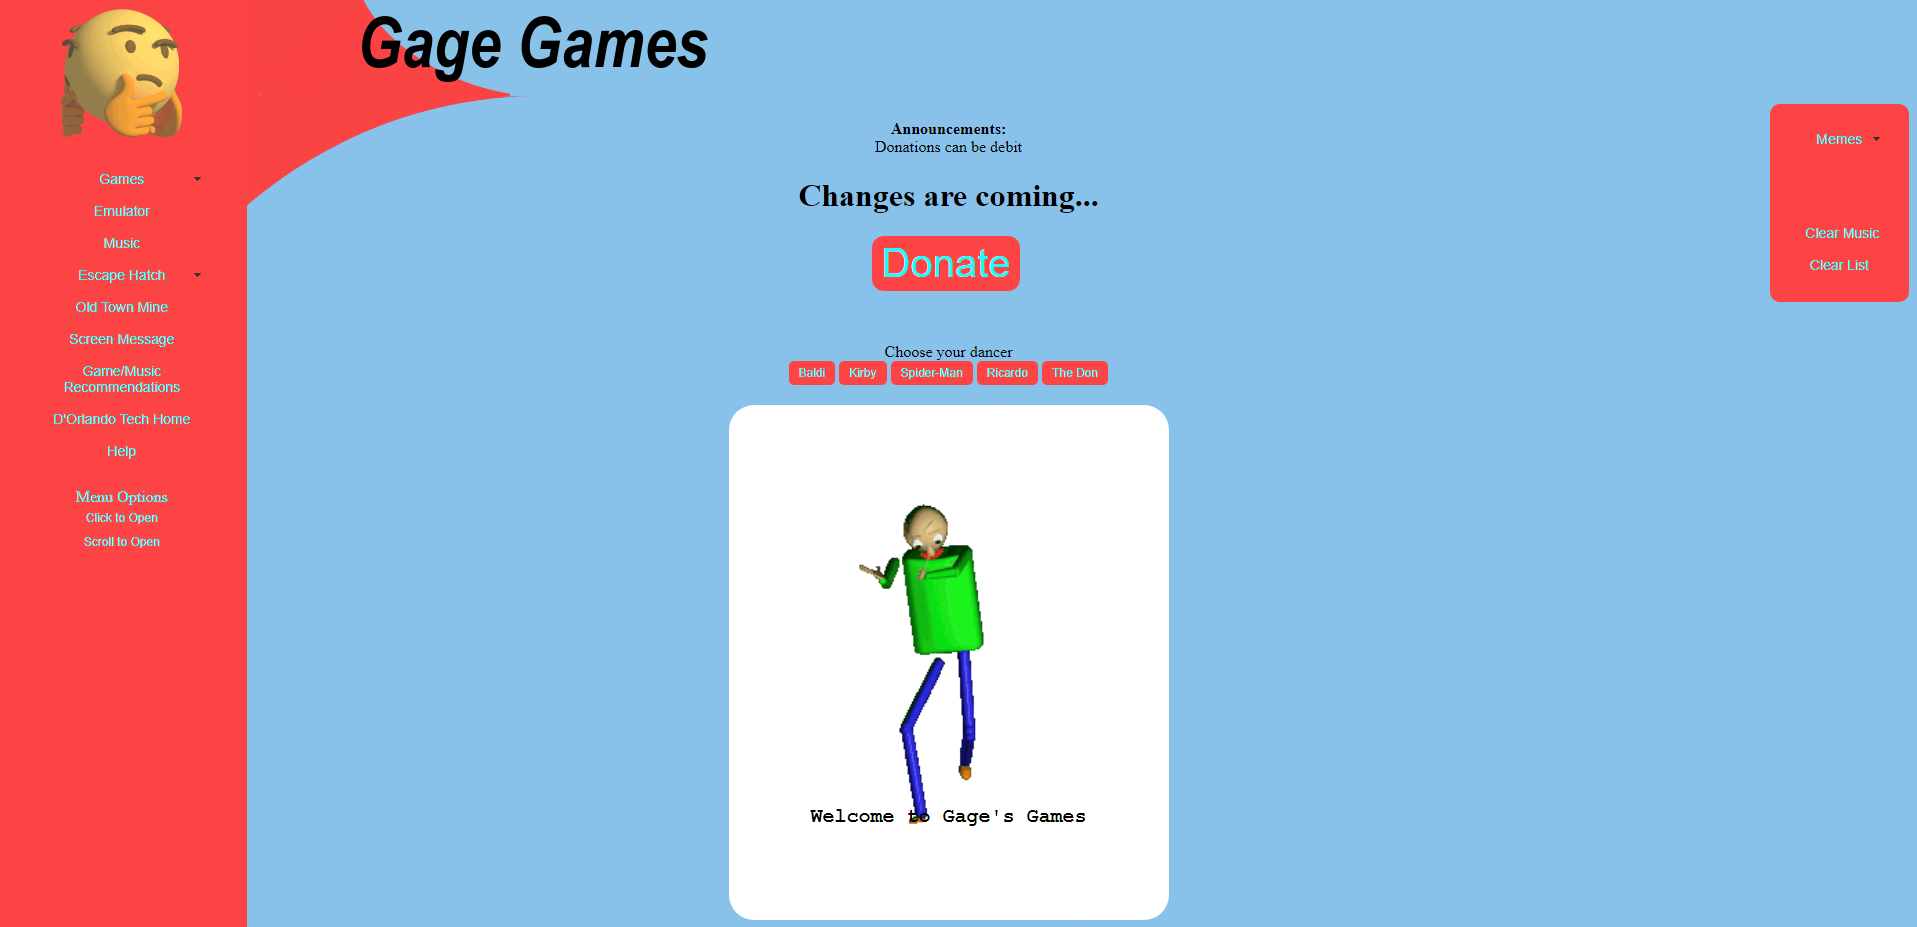 Gage Games
Games
Emulator
Music
Escape Hatch
Old Town Mine
Screen Message
Game/Music
Recommendations
D'Orlando Tech Home
Help
Menu Options
Click to Open
Scroll to Open
Announcements:
Donations can be debit
Changes are coming...
Donate
Choose your dancer
Baldi Kirby Spider-Man Ricardo The Don
Welcome to Gage's Games
Memes
Clear Music
Clear List